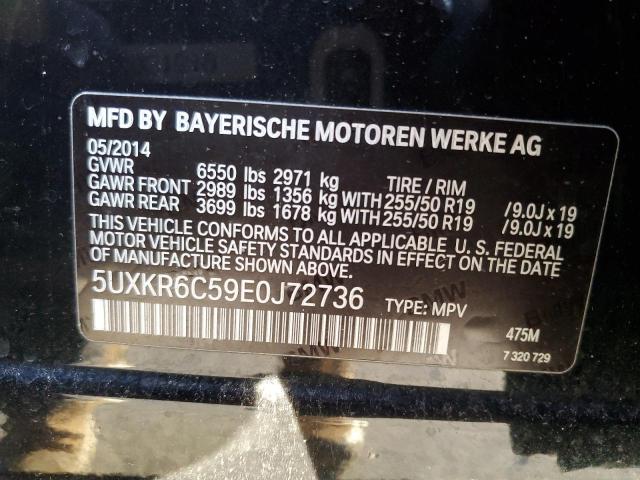 MFD BY BAYERISCHE MOTOREN WERKE AG
05/2014
GVWR 6550 lbs 2971 kg TIRE / RIM
GAWR FRONT 2989 lbs 1356 kg WITH 255/50 R19 /9.0J x 19
GAWR REAR 3699 lbs 1678 kg WITH 255/50 R19 /9.0J x 19
THIS VEHICLE CONFORMS TO ALL APPLICABLE U. S. FEDERAL
MOTOR VEHICLE SAFETY STANDARDS IN EFFECT ON THE DATE
OF MANUFACTURE SHOWN ABOVE.
5UXKR6C59E0J72736 TYPE: MPV
475M
7 320 729